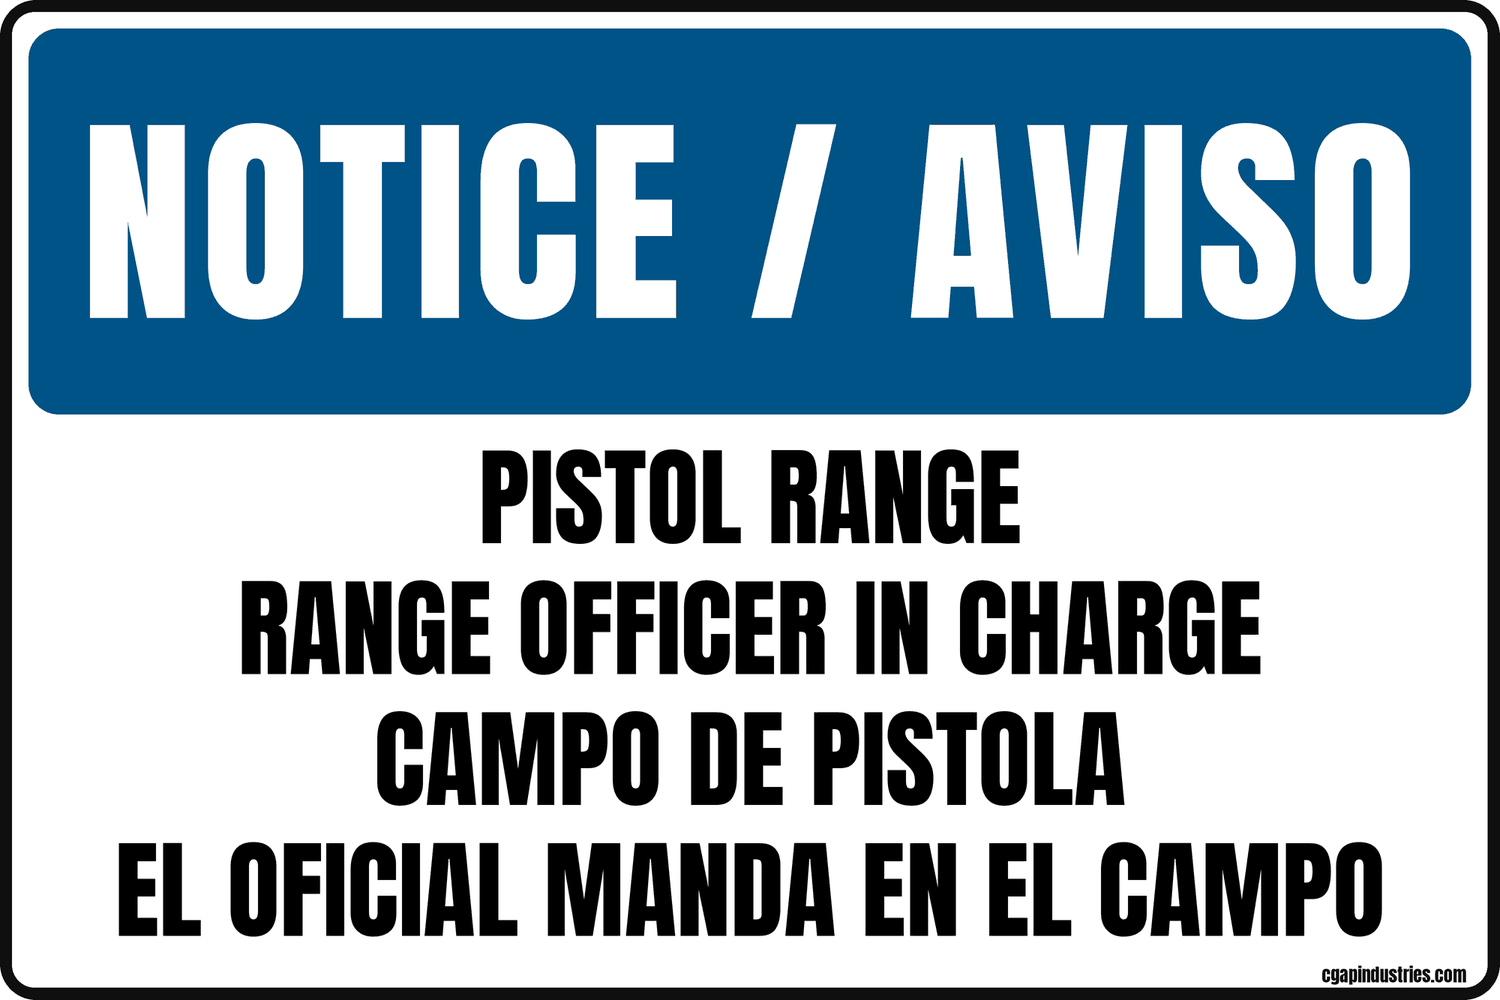 NOTICE / AVISO
PISTOL RANGE
RANGE OFFICER IN CHARGE
CAMPO DE PISTOLA
EL OFICIAL MANDA EN EL CAMPO
cgapindustries.com